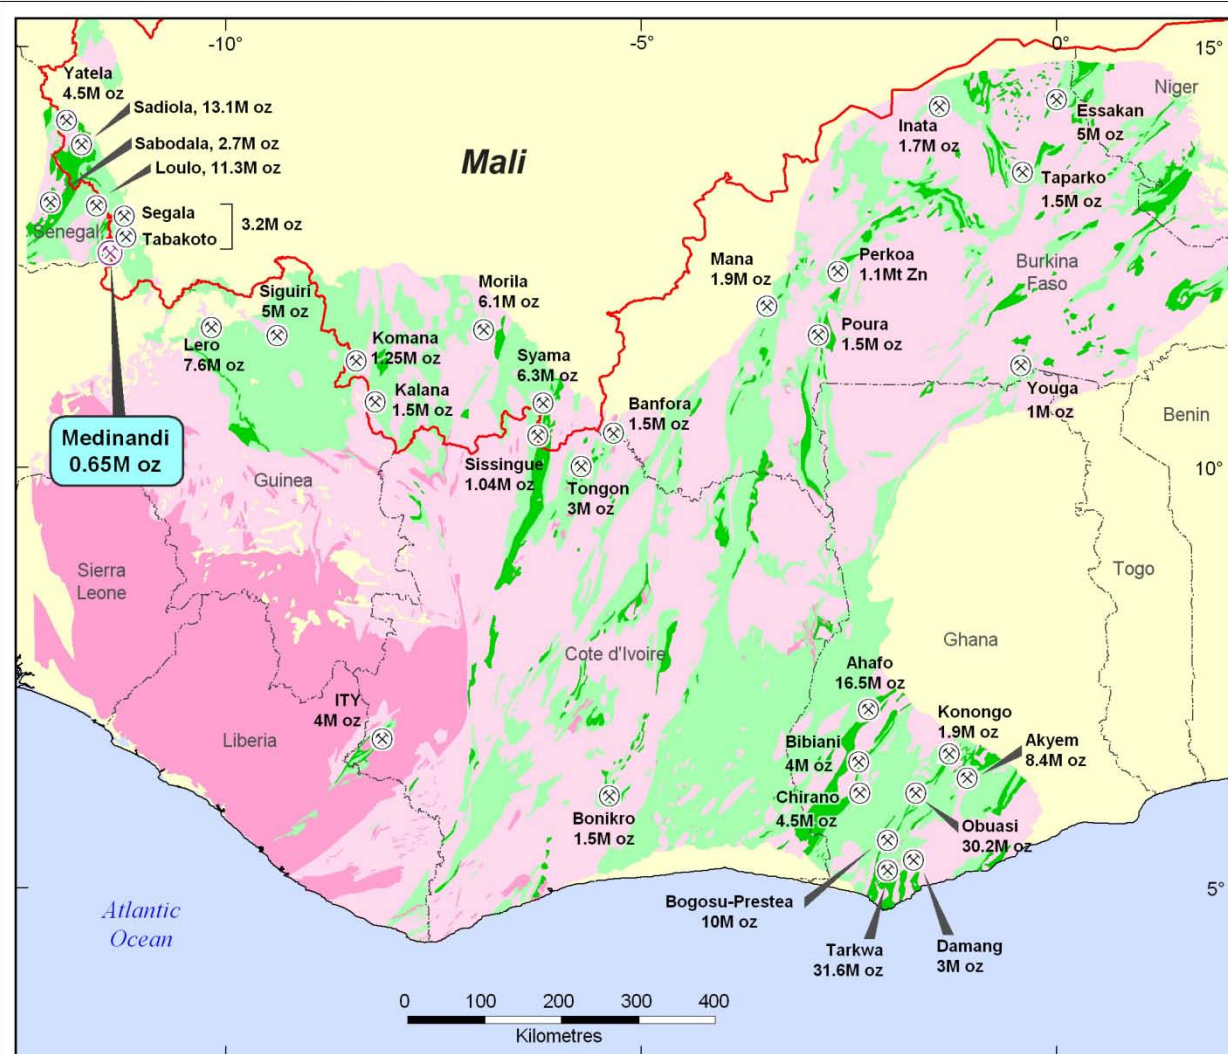 -10°
-5°
0°
15°
Yatela
4.5M oz
Sadiola, 13.1M oz
Sabodala, 2.7M oz
Loulo, 11.3M oz
Segala
Tabakoto
3.2M oz
Senegal
Mali
Niger
Essakan
5M oz
Inata
1.7M oz
Taparko
1.5M oz
Burkina
Faso
Mana
1.9M oz
Perkoa
1.1Mt Zn
Poura
1.5M oz
Youga
1M oz
Benin
Morila
6.1M oz
Siguiri
5M oz
Lero
7.6M oz
Komana
1.25M oz
Kalana
1.5M oz
Syama
6.3M oz
Banfora
1.5M oz
Sissingue
1.04M oz
Tongon
3M oz
Medinandi
0.65M oz
10°
Guinea
Sierra
Leone
Togo
Ghana
Cote d'Ivoire
Liberia
ITY
4M oz
Ahafo
16.5M oz
Konongo
1.9M oz
Akyem
8.4M oz
Bibiani
4M oz
Chirano
4.5M oz
Obuasi
30.2M oz
Bonikro
1.5M oz
5°
Bogosu-Prestea
10M oz
Tarkwa
31.6M oz
Damang
3M oz
Atlantic
Ocean
0 100 200 300 400
Kilometres